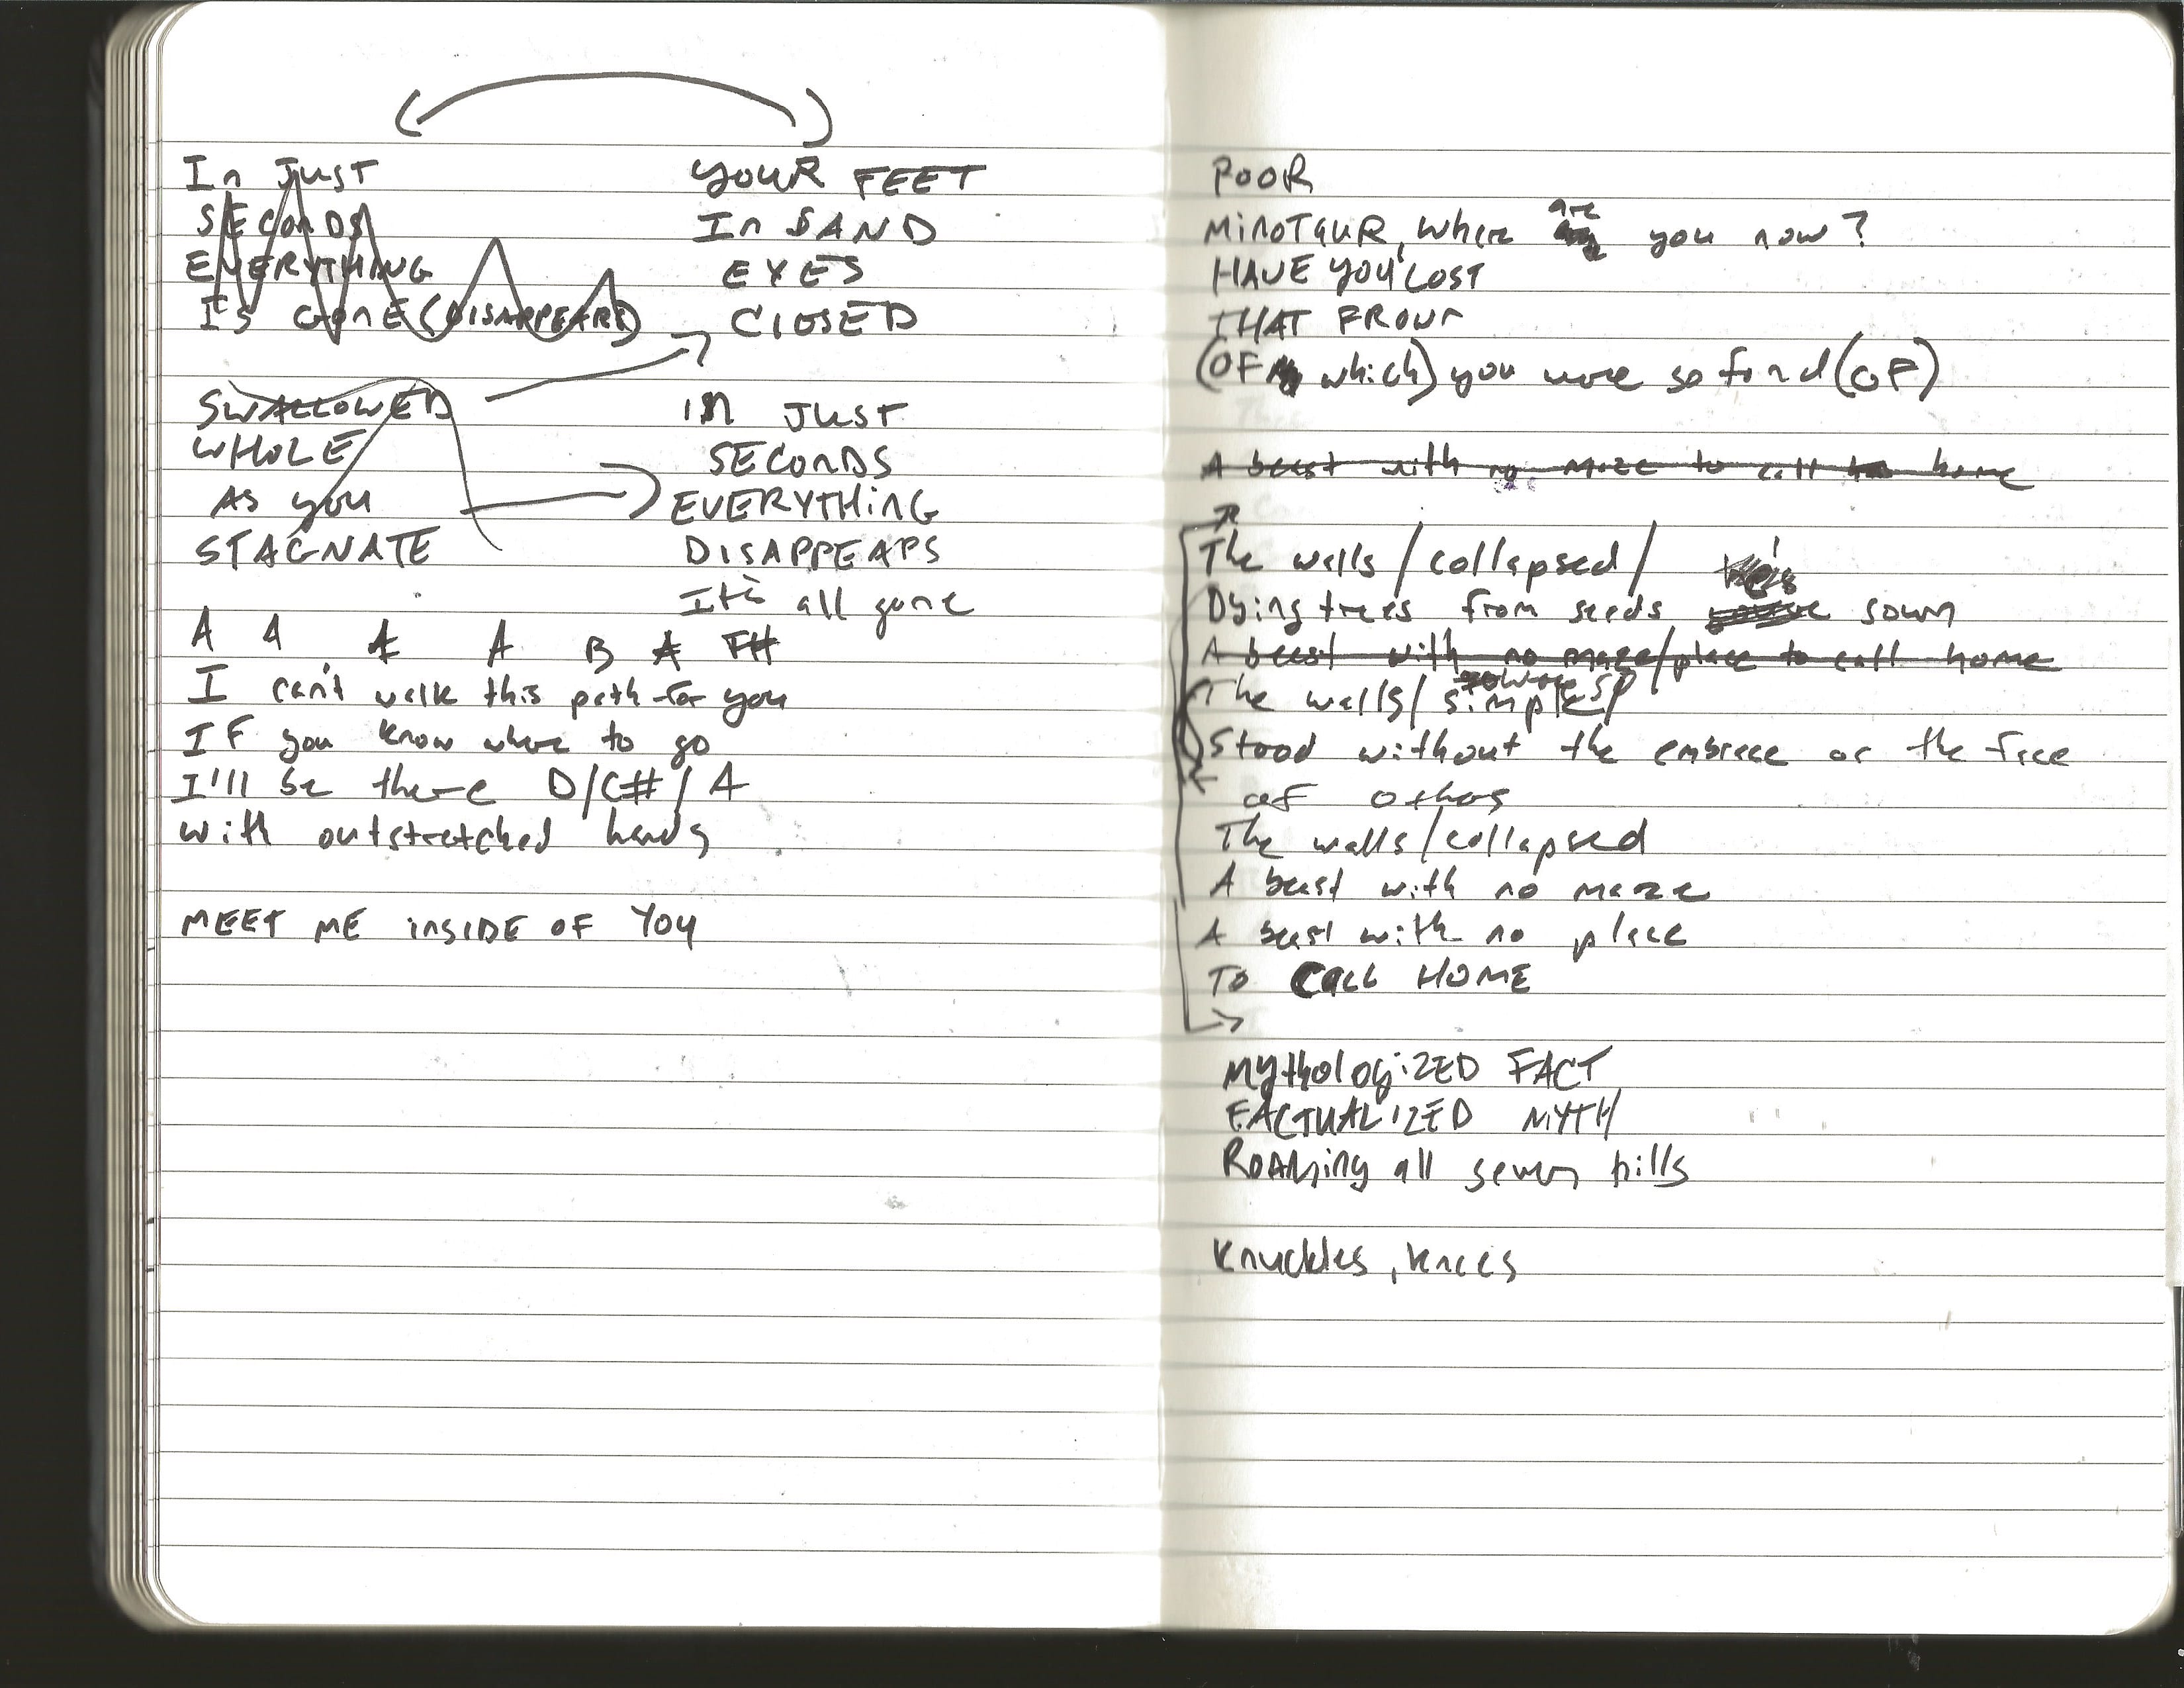 In JUST
SECONDS
EVERYTHING
IS GONE (DISAPPEARS)
SWALLOWED
WHOLE
AS you
STAGNATE
YOUR FEET
In SAND
EYES
CLOSED
IN JUST
SECONDS
EVERYTHING
DISAPPEARS
It's all gone
A A A A B A F#
I can't walk this path for you
IF you know where to go
I'll be there D/C#/A
with outstretched hands
MEET ME inSIDE OF YOU
POOR
MINOTAUR, where are you now?
HAVE YOU LOST
THAT FROWN
(OF which) you were so fond (OF)
A beast with no maze to call home
The walls/collapsed/
Dying trees from seeds sown
A beast with no maze/place to call home
The walls/simple/
Stood without the embrace or the free
of others
The walls/collapsed
A beast with no maze
A beast with no place
TO CALL HOME
MythologIZED FACT
FACTUALIZED MYTH
ROAMing all seven hills
Knuckles, knees